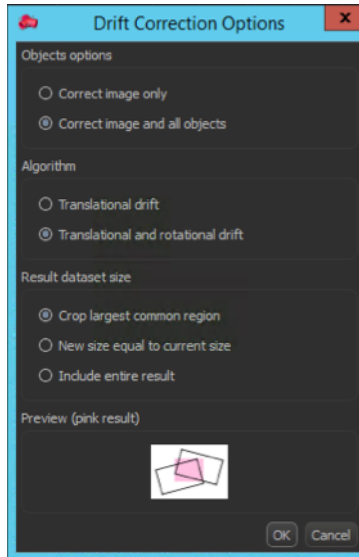 Drift Correction Options
x
Objects options
Correct image only
Correct image and all objects
Algorithm
Translational drift
Translational and rotational drift
Result dataset size
Crop largest common region
New size equal to current size
Include entire result
Preview (pink result)
OK Cancel